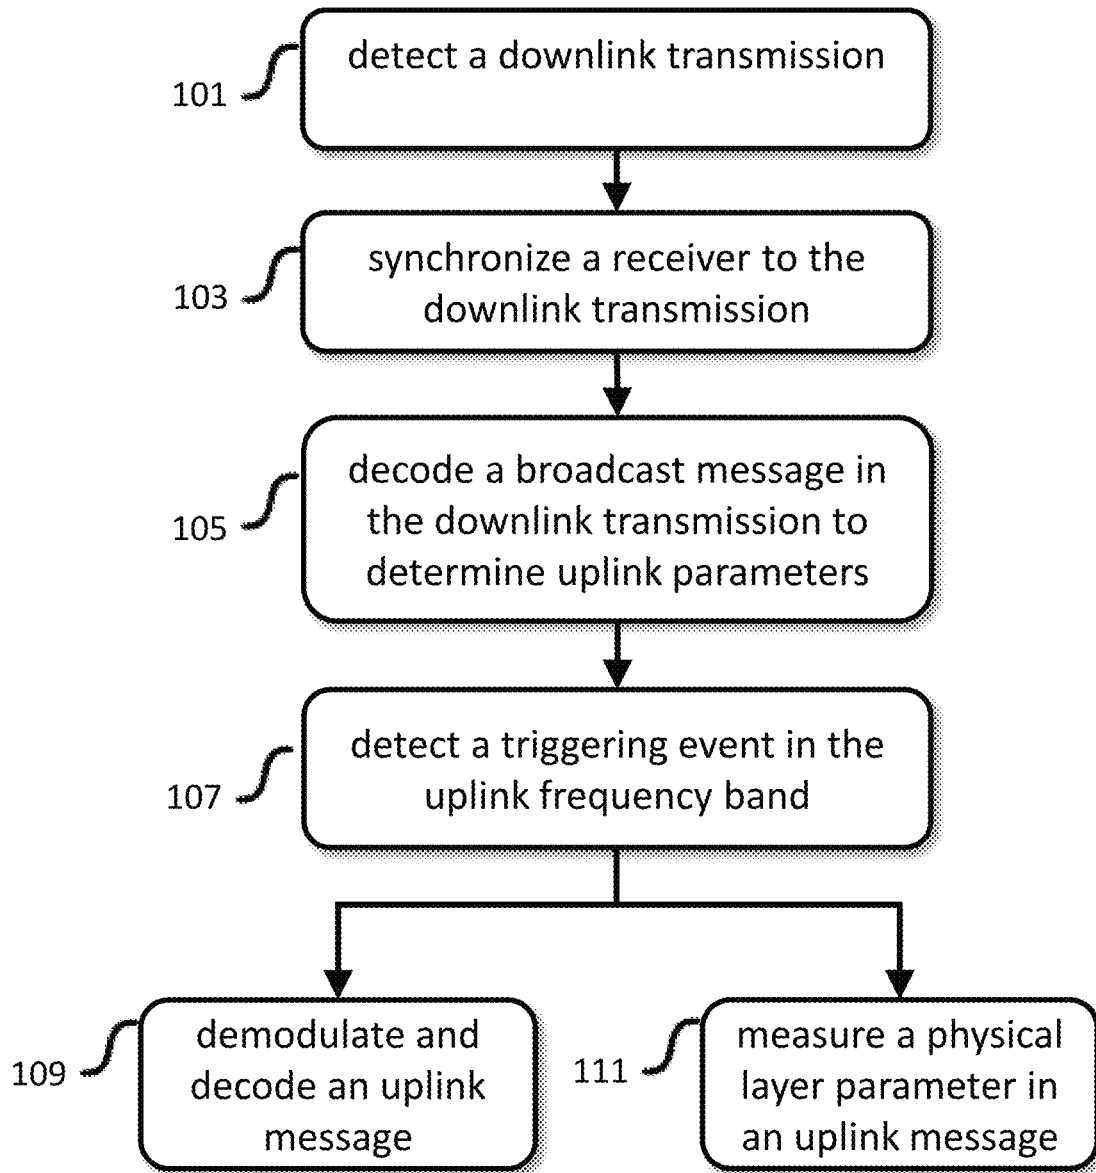 detect a downlink transmission
101
synchronize a receiver to the
downlink transmission
103
decode a broadcast message in
the downlink transmission to
determine uplink parameters
105
detect a triggering event in the
uplink frequency band
107
demodulate and
decode an uplink
message
109
measure a physical
layer parameter in
an uplink message
111